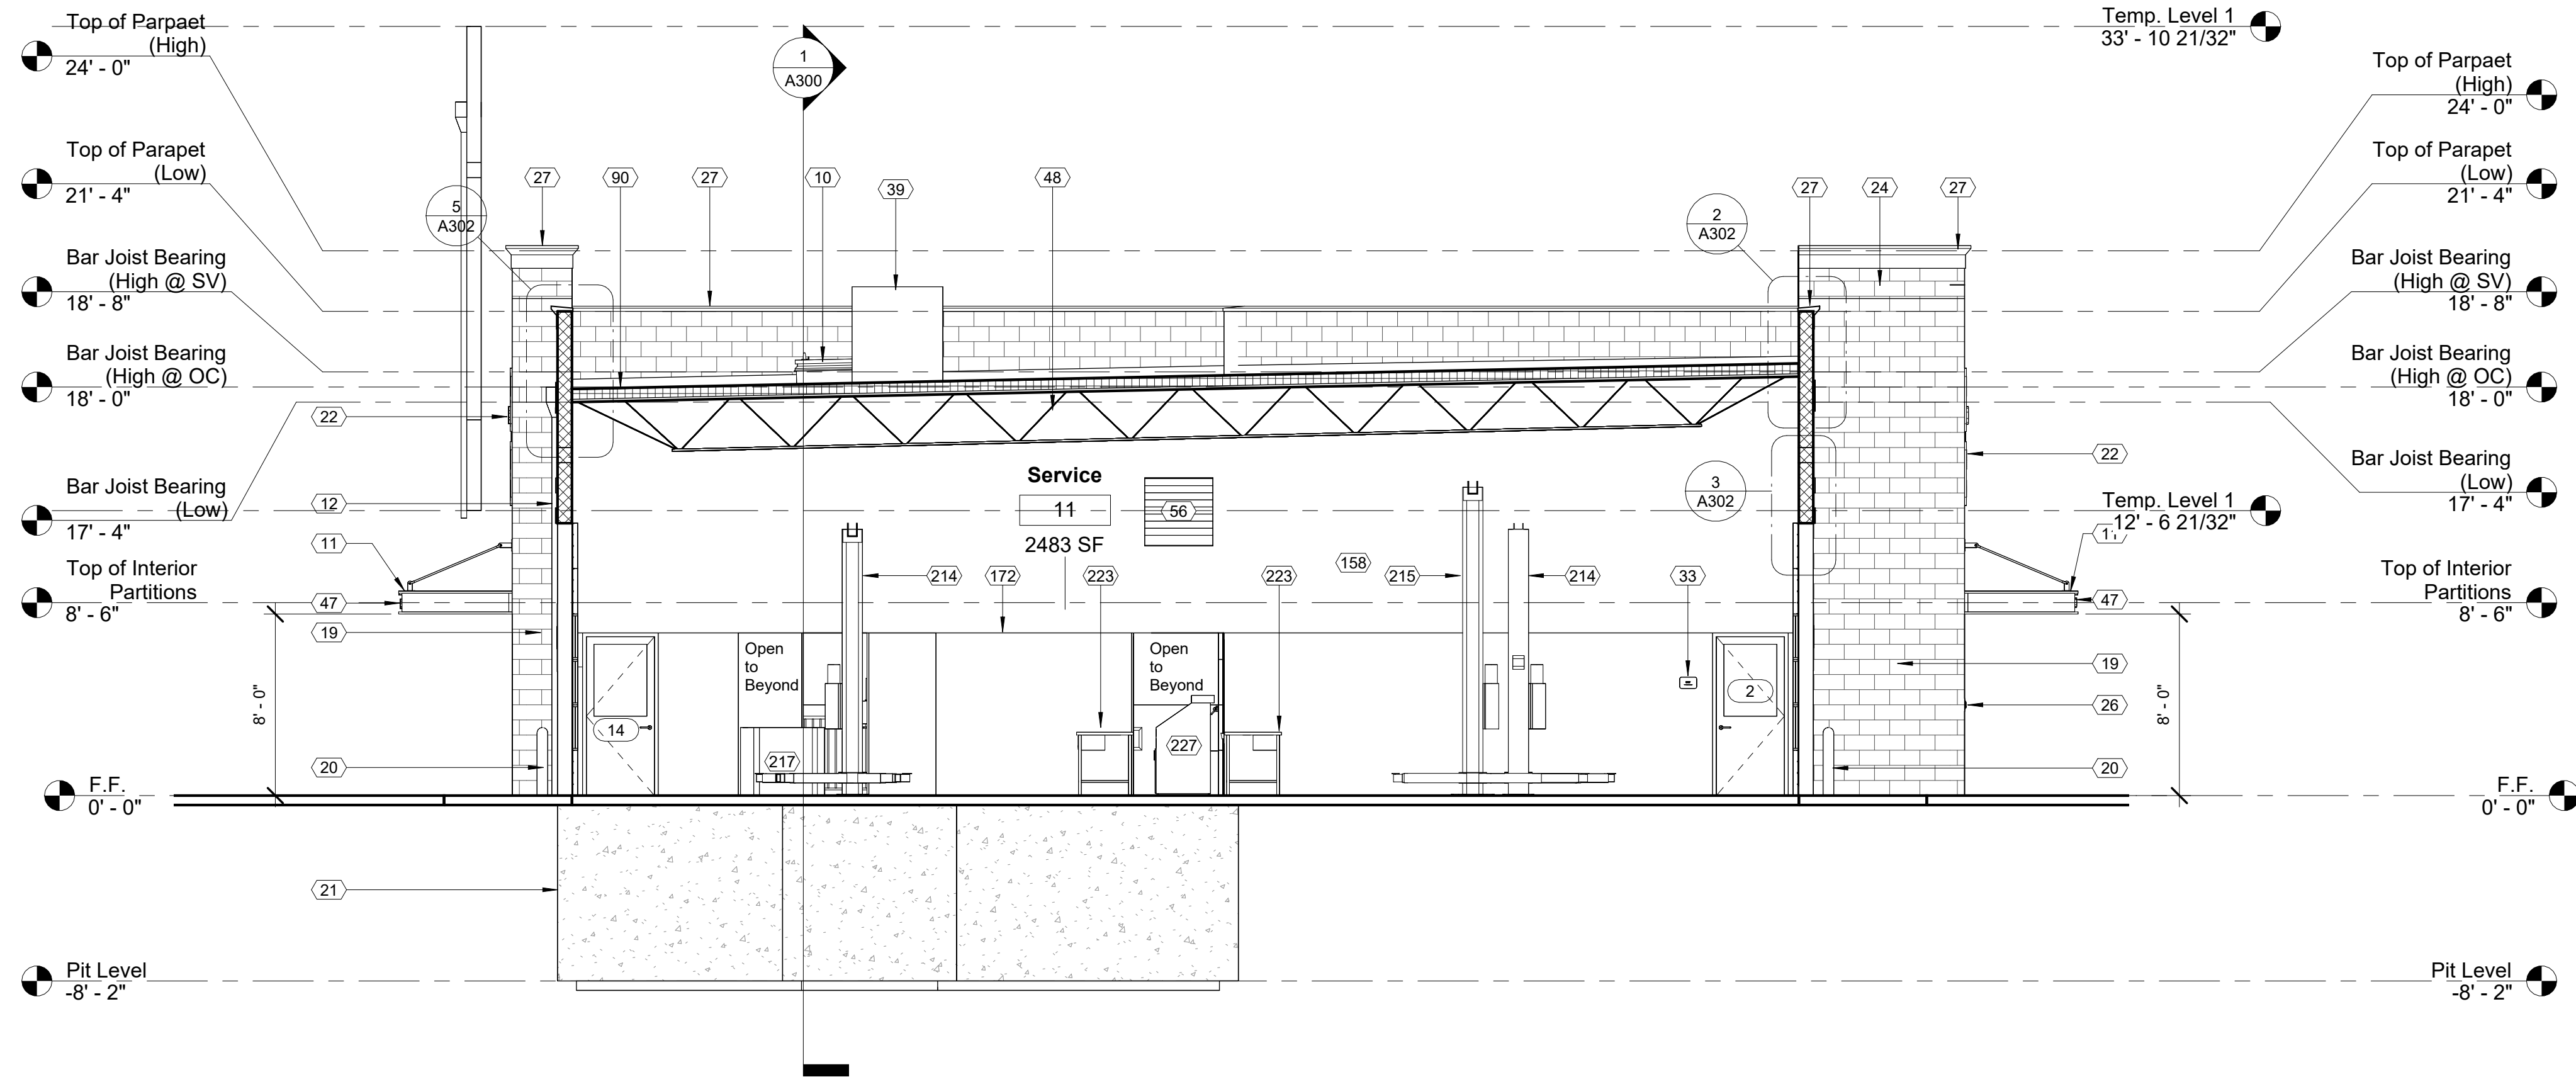 Top of Parpaet
(High)
24' - 0"
Top of Parapet
(Low)
21' - 4"
Bar Joist Bearing
(High @ SV)
18' - 8"
Bar Joist Bearing
(High @ OC)
18' - 0"
Bar Joist Bearing
(Low)
17' - 4"
Top of Interior
Partitions
8' - 6"
F.F.
0' - 0"
Pit Level
-8' - 2"
5
A302
1
A300
27
90
27
10
39
48
2
A302
27
24
27
22
12
11
47
19
8' - 0"
20
21
Service
11
2483 SF
56
3
A302
214
172
223
223
158
215
214
33
Open
to
Beyond
Open
to
Beyond
14
217
227
2
Temp. Level 1
33' - 10 21/32"
22
Temp. Level 1
12' - 6 21/32"
47
19
26
8' - 0"
20
Top of Parpaet
(High)
24' - 0"
Top of Parapet
(Low)
21' - 4"
Bar Joist Bearing
(High @ SV)
18' - 8"
Bar Joist Bearing
(High @ OC)
18' - 0"
Bar Joist Bearing
(Low)
17' - 4"
Top of Interior
Partitions
8' - 6"
F.F.
0' - 0"
Pit Level
-8' - 2"